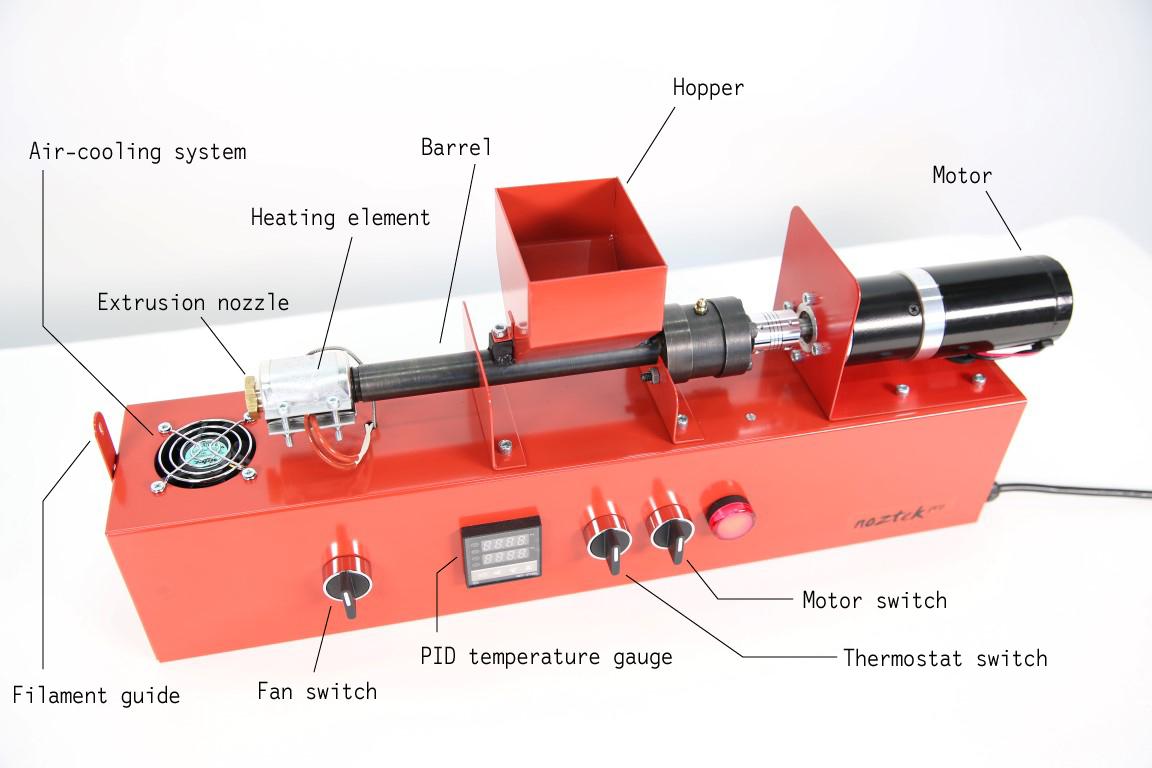 Hopper
Barrel
Air-cooling system
Motor
Heating element
Extrusion nozzle
noztek
Motor switch
PID temperature gauge
Thermostat switch
Filament guide
Fan switch